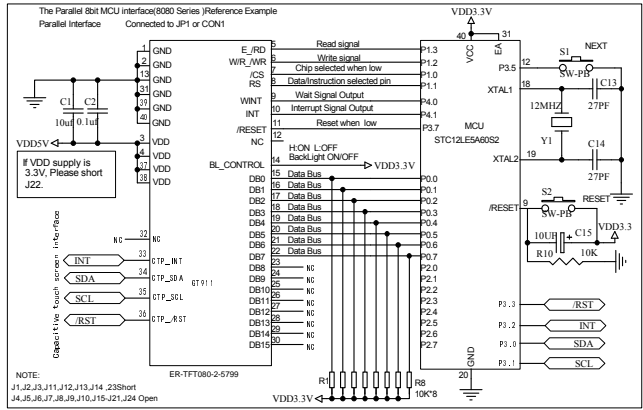 The Parallel 8bit MCU interface(8080 Series )Reference Example
Parallel Interface Connected to JP1 or CON1
VDD3.3V
1 GND
2 GND
13 GND
31 GND
39 GND
40 GND
3 VDD
4 VDD
37 VDD
38 VDD
C1
10uf
C2
0.1uf
VDD5V
If VDD supply is
3.3V, Please short
J22.
Capacitive touch screen interface
NC 32 NC
INT 33 CTP_INT
SDA 34 CTP_SDA
SCL 35 CTP_SCL
/RST 36 CTP_/RST
GT911
E_/RD 5 Read signal P1.3
W/R_/WR 6 Write signal P1.2
/CS 7 Chip selected when low P1.0
RS 8 Data/Instruction selected pin P1.1
WINT 9 Wait Signal Output P4.0
INT 10 Interrupt Signal Output P4.1
/RESET 11 Reset when low P3.7
NC 12
H:ON L:OFF
BL_CONTROL 14 BackLight ON/OFF VDD3.3V
DB0 15 Data Bus P0.0
DB1 16 Data Bus P0.1
DB2 17 Data Bus P0.2
DB3 18 Data Bus P0.3
DB4 19 Data Bus P0.4
DB5 20 Data Bus P0.5
DB6 21 Data Bus P0.6
DB7 22 Data Bus P0.7
DB8 23 NC P2.0
DB9 24 NC P2.1
DB10 25 NC P2.2
DB11 26 NC P2.3
DB12 27 NC P2.4
DB13 28 NC P2.5
DB14 29 NC P2.6
DB15 30 NC P2.7
ER-TFT080-2-5799
R1
R8
10K*8
VDD3.3V
40
VCC
31
EA
MCU
STC12LE5A60S2
GND
20
P3.5 12
S1
NEXT
SW-PB
XTAL1 18
C13
27PF
12MHZ
Y1
XTAL2 19
C14
27PF
/RESET 9
S2
RESET
SW-PB
10UF + C15
VDD3.3
R10 10K
P3.3 /RST
P3.2 INT
P3.0 SDA
P3.1 SCL
NOTE:
J1,J2,J3,J11,J12,J13,J14 ,23Short
J4,J5,J6,J7,J8,J9,J10,J15-J21,J24 Open